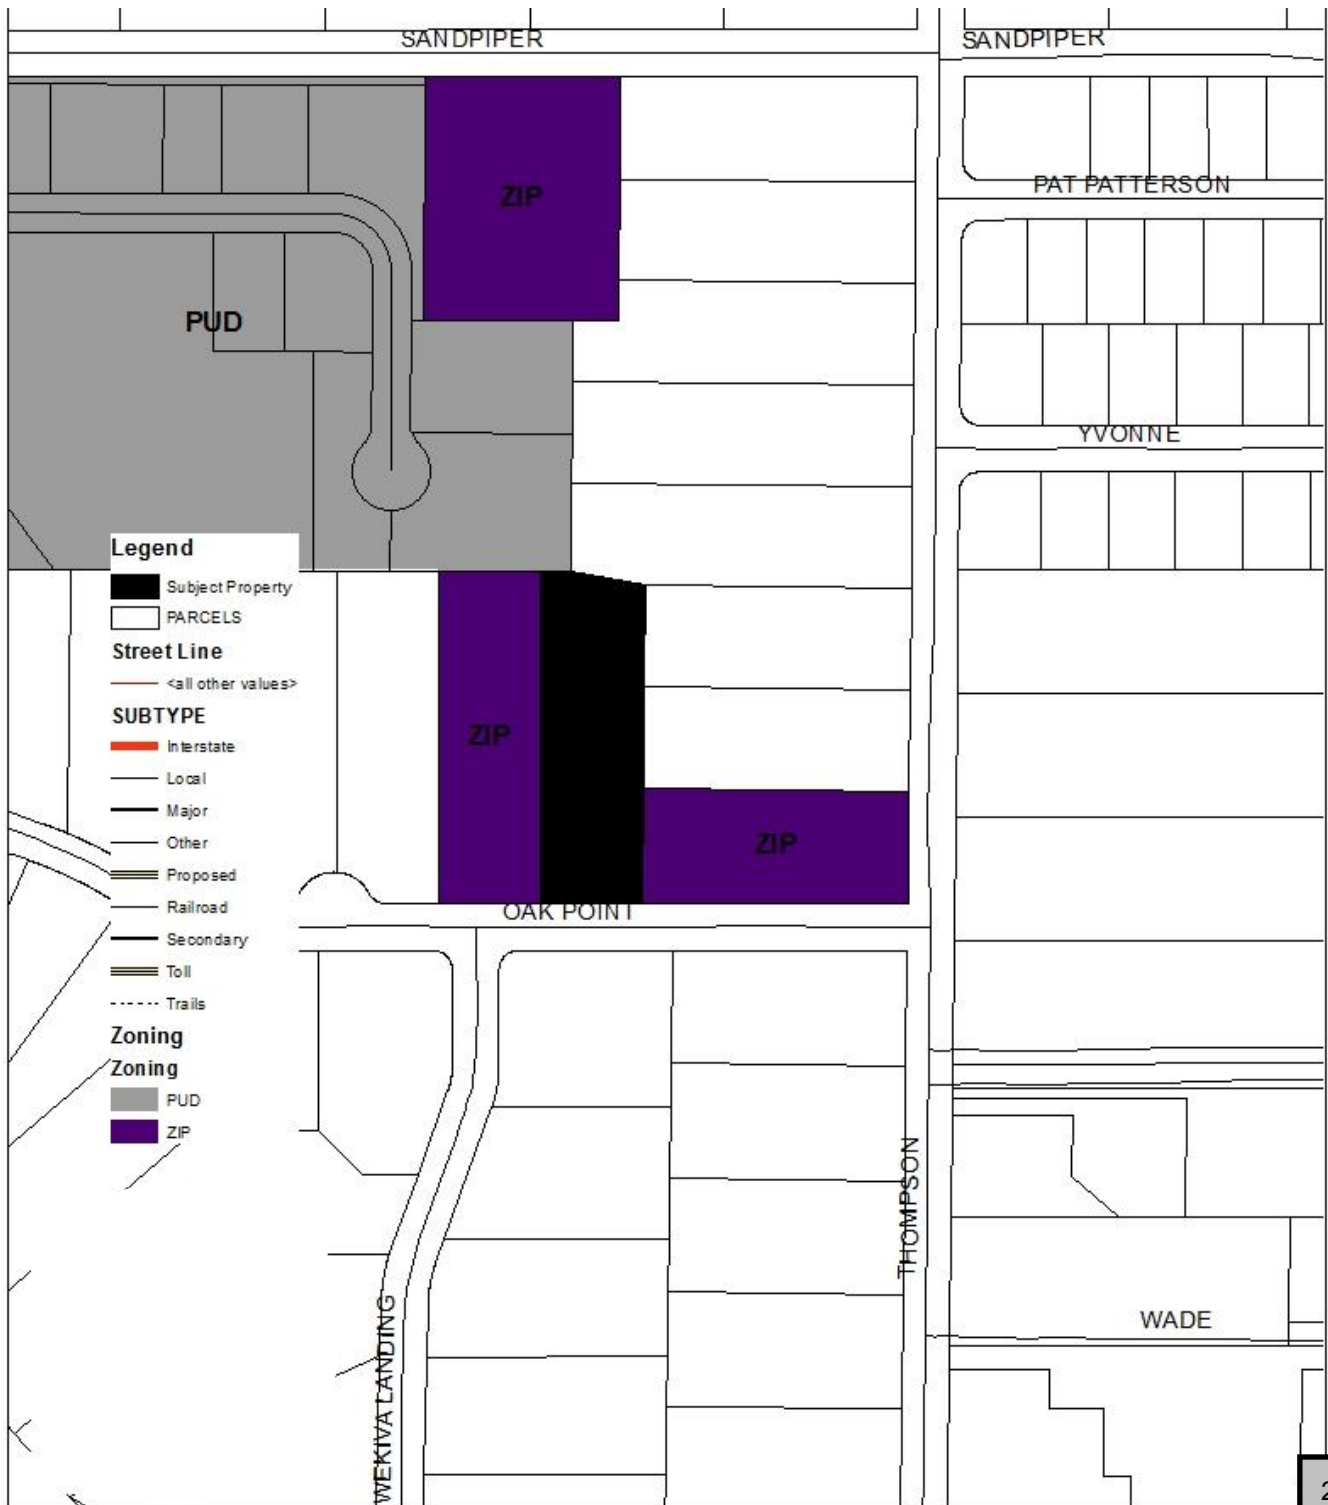 SANDPIPER
SANDPIPER
ZIP
PAT PATTERSON
PUD
YVONNE
Legend
Subject Property
PARCELS
Street Line
<all other values>
SUBTYPE
Interstate
Local
Major
Other
Proposed
Railroad
Secondary
Toll
Trails
Zoning
Zoning
PUD
ZIP
ZIP
ZIP
OAK POINT
THOMPSON
WEKIVA LANDING
WADE
2